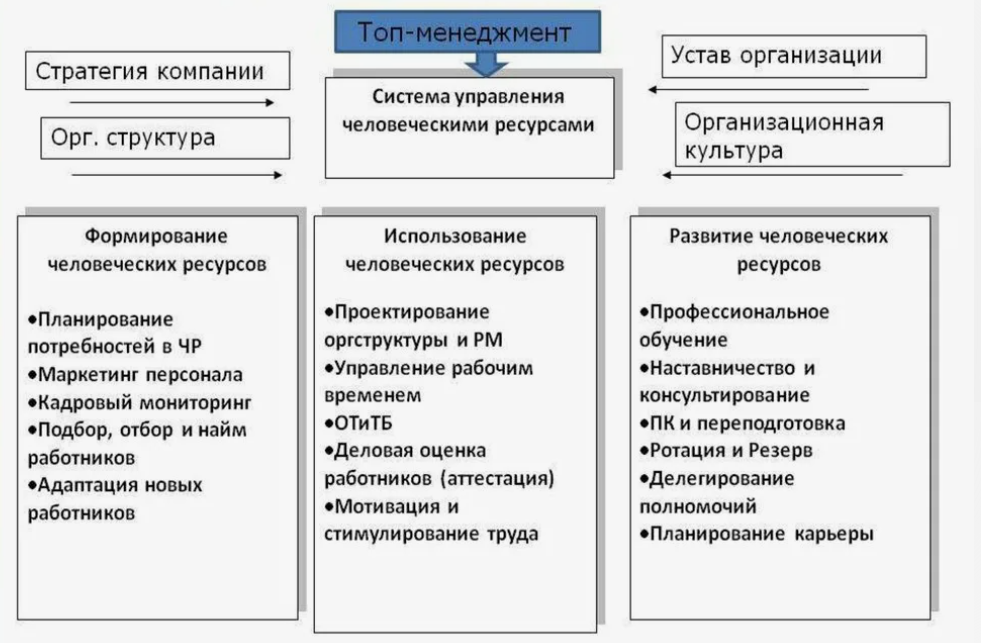 Топ-менеджмент
Стратегия компании
Орг. структура
Система управления
человеческими ресурсами
Устав организации
Организационная
культура
Формирование
человеческих ресурсов
•Планирование
потребностей в ЧР
•Маркетинг персонала
•Кадровый мониторинг
•Подбор, отбор и найм
работников
•Адаптация новых
работников
Использование
человеческих ресурсов
•Проектирование
оргструктуры и РМ
•Управление рабочим
временем
•ОТиТБ
•Деловая оценка
работников (аттестация)
•Мотивация и
стимулирование труда
Развитие человеческих
ресурсов
•Профессиональное
обучение
•Наставничество и
консультирование
•ПК и переподготовка
•Ротация и Резерв
•Делегирование
полномочий
•Планирование карьеры